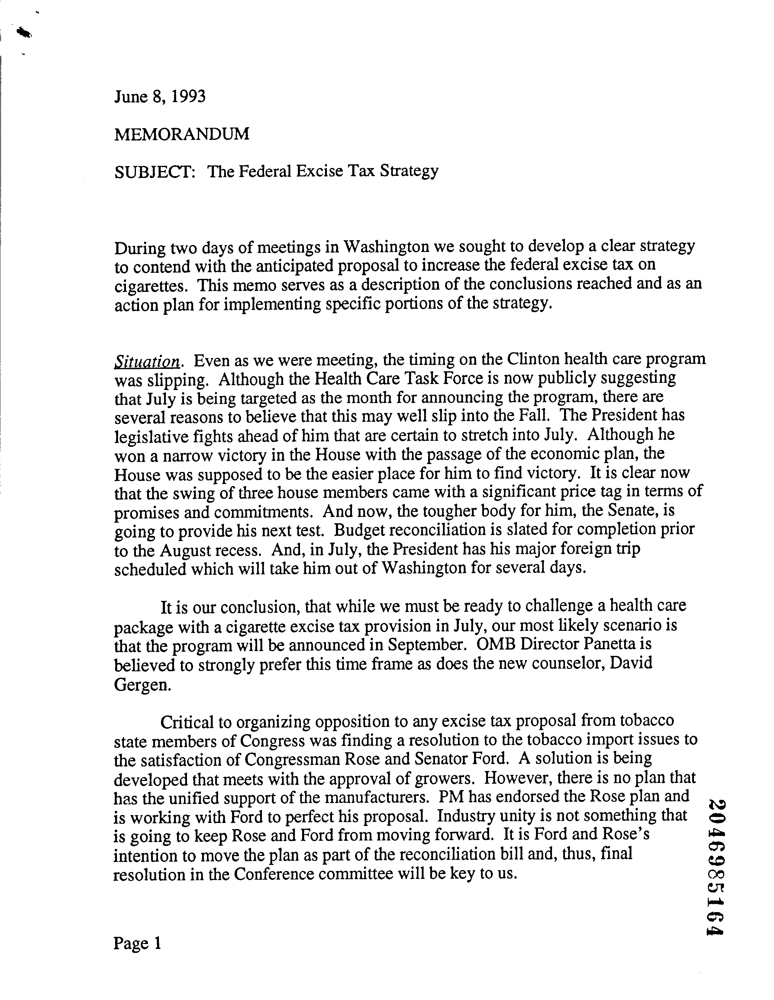 June 8, 1993
MEMORANDUM
SUBJECT: The Federal Excise Tax Strategy
During two days of meetings in Washington we sought to develop a clear strategy
to contend with the anticipated proposal to increase the federal excise tax on
cigarettes. This memo serves as a description of the conclusions reached and as an
action plan for implementing specific portions of the strategy.
Situation. Even as we were meeting, the timing on the Clinton health care program
was slipping. Although the Health Care Task Force is now publicly suggesting
that July is being targeted as the month for announcing the program, there are
several reasons to believe that this may well slip into the Fall. The President has
legislative fights ahead of him that are certain to stretch into July. Although he
won a narrow victory in the House with the passage of the economic plan, the
House was supposed to be the easier place for him to find victory. It is clear now
that the swing of three house members came with a significant price tag in terms of
promises and commitments. And now, the tougher body for him, the Senate, is
going to provide his next test. Budget reconciliation is slated for completion prior
to the August recess. And, in July, the President has his major foreign trip
scheduled which will take him out of Washington for several days.
It is our conclusion, that while we must be ready to challenge a health care
package with a cigarette excise tax provision in July, our most likely scenario is
that the program will be announced in September. OMB Director Panetta is
believed to strongly prefer this time frame as does the new counselor, David
Gergen.
Critical to organizing opposition to any excise tax proposal from tobacco
state members of Congress was finding a resolution to the tobacco import issues to
the satisfaction of Congressman Rose and Senator Ford. A solution is being
developed that meets with the approval of growers. However, there is no plan that
has the unified support of the manufacturers. PM has endorsed the Rose plan and
is working with Ford to perfect his proposal. Industry unity is not something that
is going to keep Rose and Ford from moving forward. It is Ford and Rose's
intention to move the plan as part of the reconciliation bill and, thus, final
resolution in the Conference committee will be key to us.
2046985164
Page 1